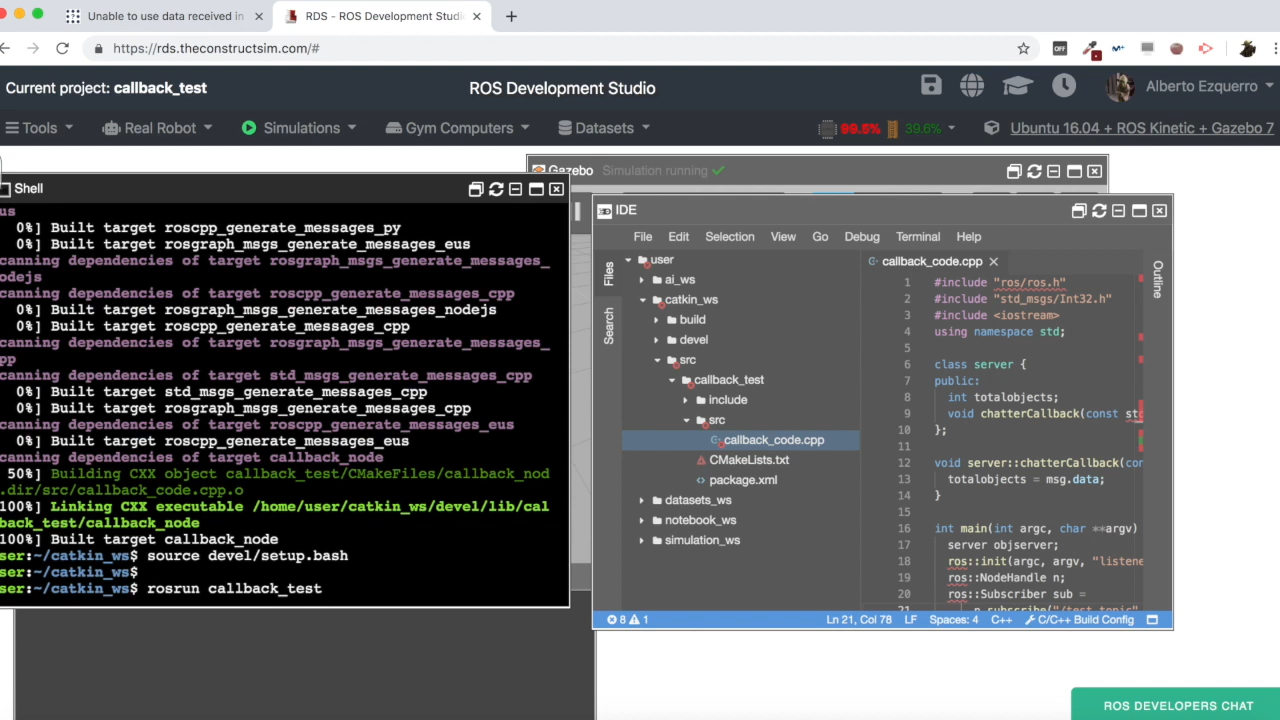 Unable to use data received in
RDS - ROS Development Studi
https://rds.theconstructsim.com/#
OFF
Current project: callback_test
ROS Development Studio
Alberto Ezquerro
Tools
Real Robot
Simulations
Gym Computers
Datasets
99.5%
39.6%
Ubuntu 16.04 + ROS Kinetic + Gazebo 7
Gazebo Simulation running
Shell
us
0%] Built target roscpp_generate_messages_py
0%] Built target rosgraph_msgs_generate_messages_eus
canning dependencies of target rosgraph_msgs_generate_messages_
nodejs
canning dependencies of target roscpp_generate_messages_cpp
0%] Built target rosgraph_msgs_generate_messages_nodejs
0%] Built target roscpp_generate_messages_cpp
canning dependencies of target rosgraph_msgs_generate_messages_
pp
canning dependencies of target std_msgs_generate_messages_cpp
0%] Built target std_msgs_generate_messages_cpp
0%] Built target rosgraph_msgs_generate_messages_cpp
canning dependencies of target roscpp_generate_messages_eus
0%] Built target roscpp_generate_messages_eus
canning dependencies of target callback_node
50%] Building CXX object callback_test/CMakeFiles/callback_nod
.dir/src/callback_code.cpp.o
100%] Linking CXX executable /home/user/catkin_ws/devel/lib/cal
back_test/callback_node
100%] Built target callback_node
ser:~/catkin_ws$ source devel/setup.bash
ser:~/catkin_ws$
ser:~/catkin_ws$ rosrun callback_test
IDE
File Edit Selection View Go Debug Terminal Help
Files
Search
user
ai_ws
catkin_ws
build
devel
src
callback_test
include
src
callback_code.cpp
CMakeLists.txt
package.xml
datasets_ws
notebook_ws
simulation_ws
callback_code.cpp
Outline
1 #include "ros/ros.h"
2 #include "std_msgs/Int32.h"
3 #include <iostream>
4 using namespace std;
5
6 class server {
7 public:
8 int totalobjects;
9 void chatterCallback(const std
10 };
11
12 void server::chatterCallback(con
13 totalobjects = msg.data;
14 }
15
16 int main(int argc, char **argv)
17 server objserver;
18 ros::init(argc, argv, "listene
19 ros::NodeHandle n;
20 ros::Subscriber sub =
21 n.subscribe("/test_topic"
8 1
Ln 21, Col 78 LF Spaces: 4 C++ C/C++ Build Config
ROS DEVELOPERS CHAT